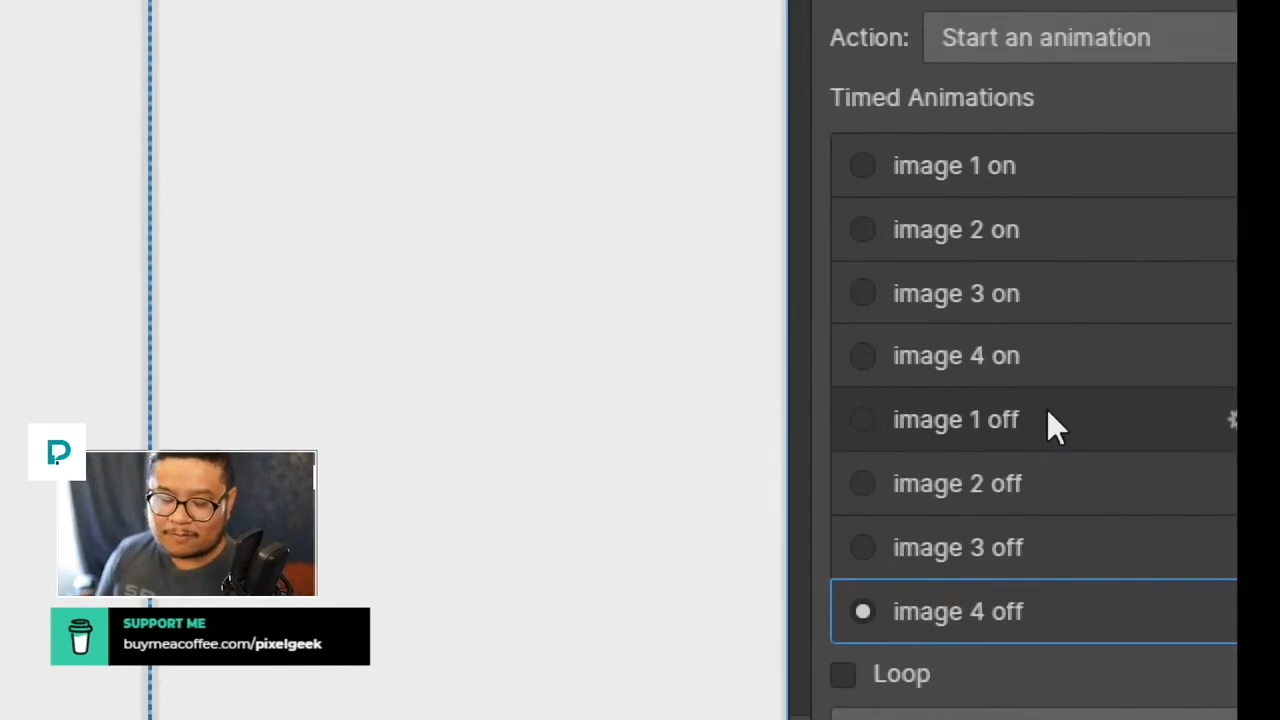 Action: Start an animation
Timed Animations
image 1 on
image 2 on
image 3 on
image 4 on
image 1 off
image 2 off
image 3 off
image 4 off
Loop
SUPPORT ME
buymeacoffee.com/pixelgeek